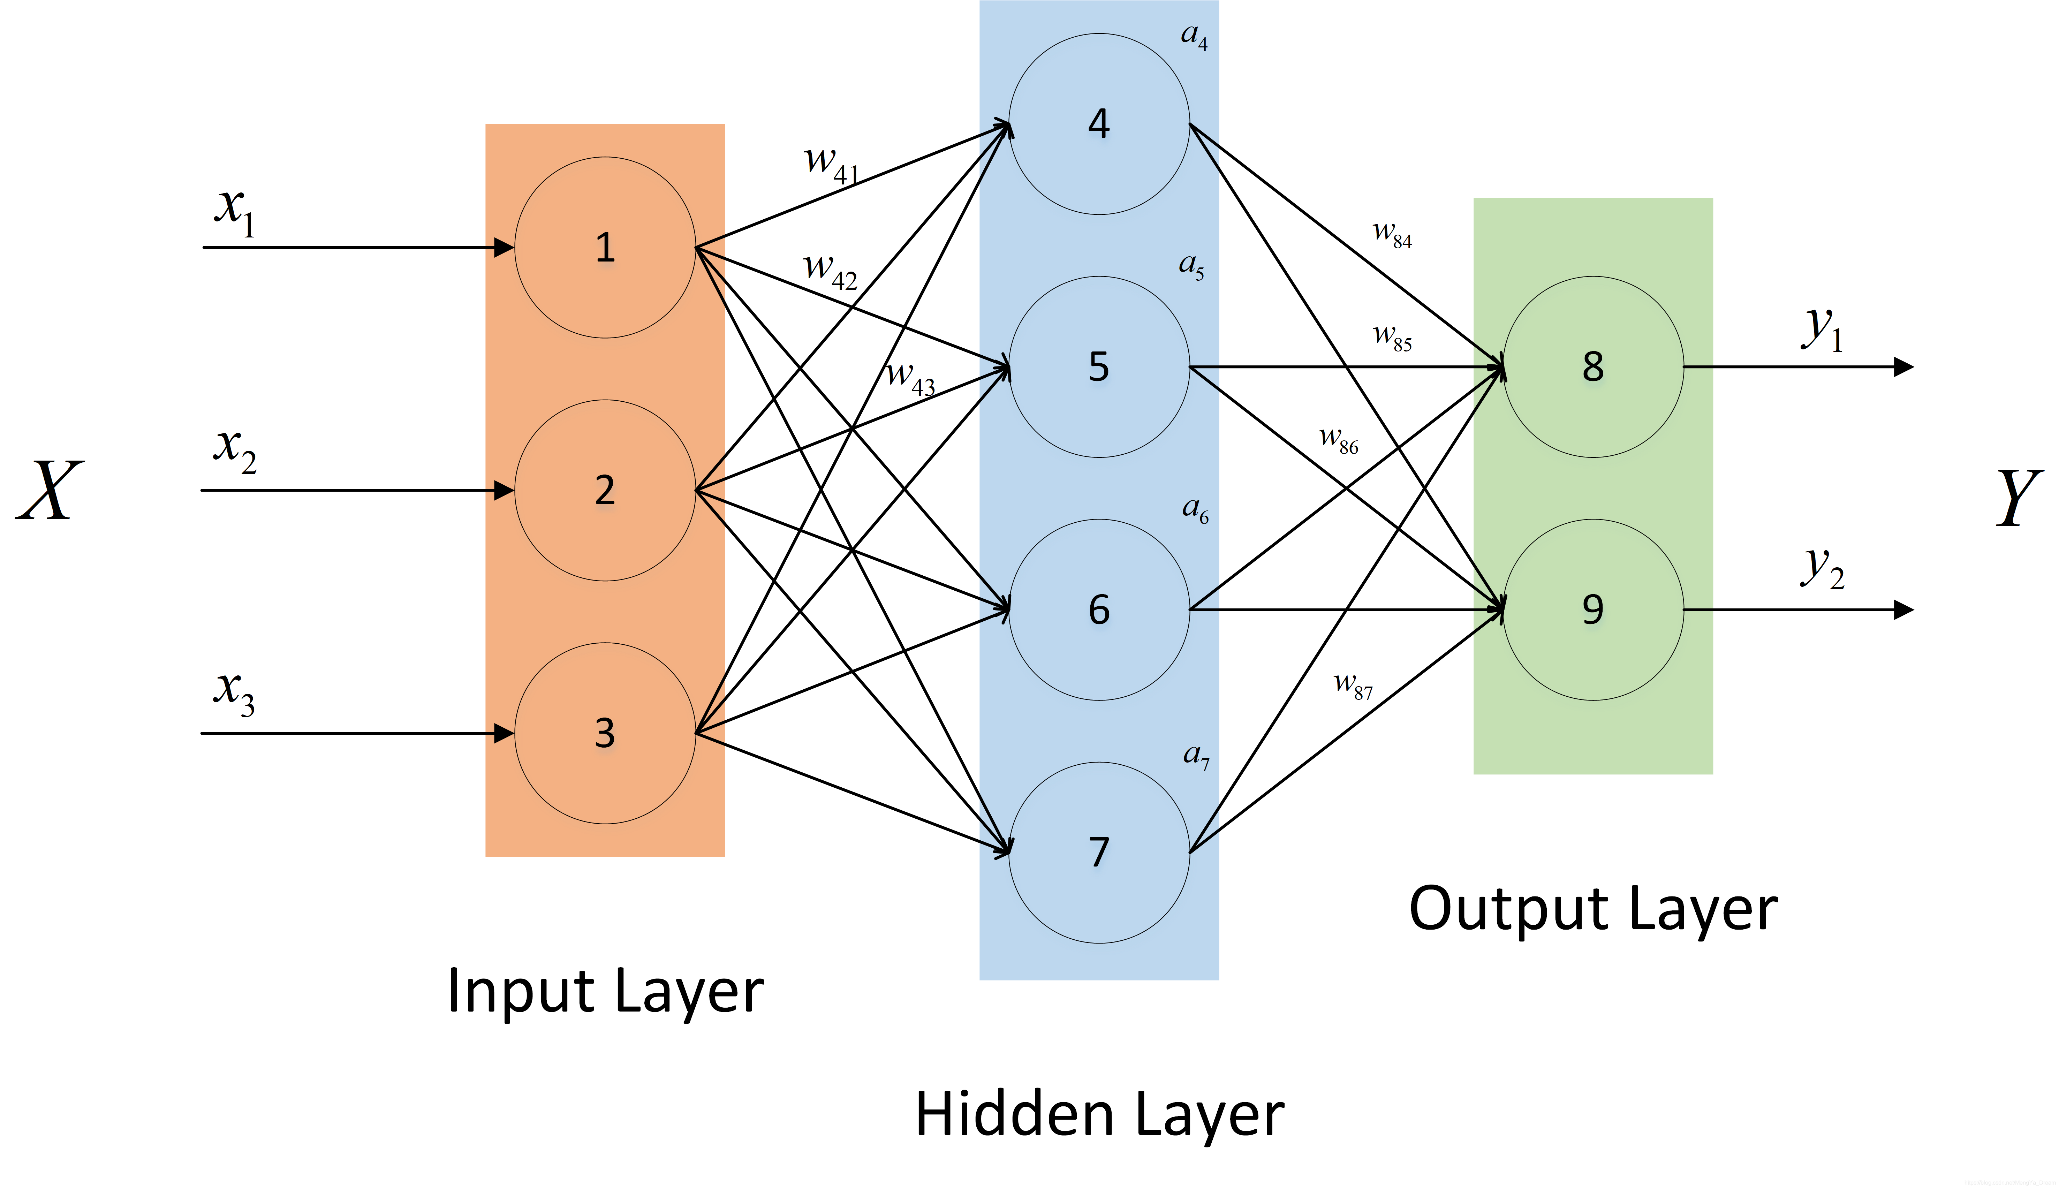 X
x₁
x₂
x₃
1
2
3
w₄₁
w₄₂
w₄₃
a₄
4
a₅
5
a₆
6
a₇
7
w₈₄
w₈₅
w₈₆
w₈₇
8
9
y₁
y₂
Y
Output Layer
Input Layer
Hidden Layer